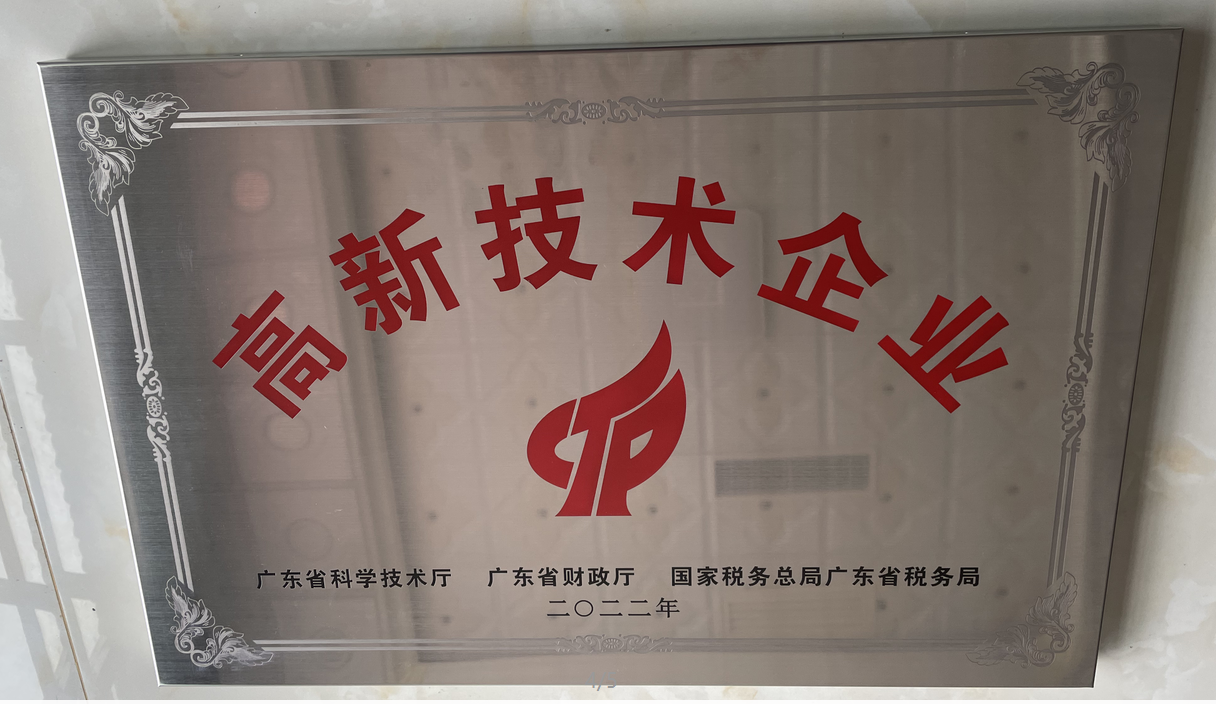 高新技术企业
广东省科学技术厅 广东省财政厅 国家税务总局广东省税务局
二〇二二年